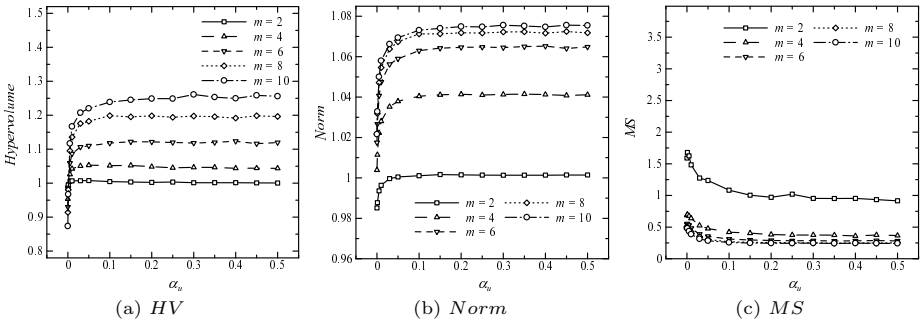 1.5
1.4
1.3
1.2
1.1
1
0.9
0.8
Hypervolume
m = 2
m = 4
m = 6
m = 8
m = 10
0 0.1 0.2 0.3 0.4 0.5
αu
(a) HV
1.08
1.06
1.04
1.02
1
0.98
0.96
Norm
m = 2 m = 8
m = 4 m = 10
m = 6
0 0.1 0.2 0.3 0.4 0.5
αu
(b) Norm
3.5
3
2.5
2
1.5
1
0.5
0
MS
m = 2 m = 8
m = 4 m = 10
m = 6
0 0.1 0.2 0.3 0.4 0.5
αu
(c) MS